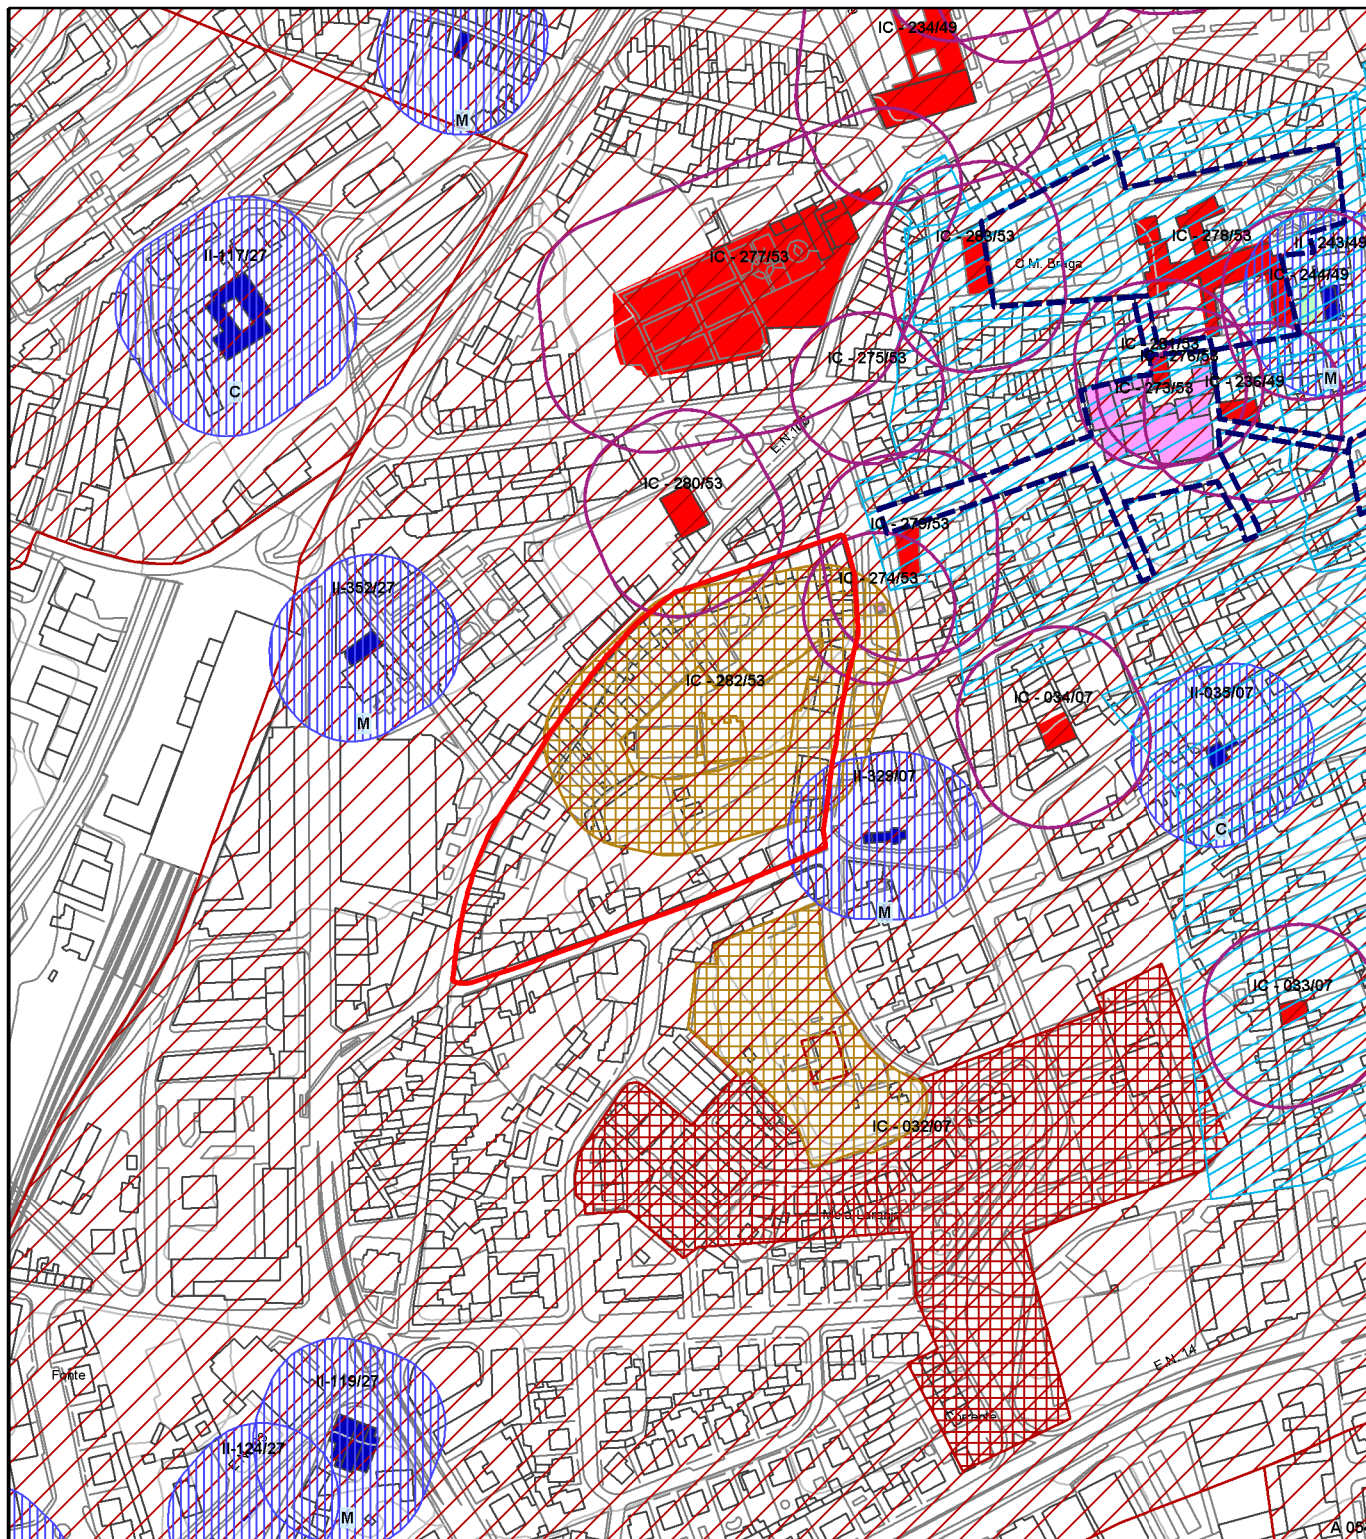 IC - 234/49
M
IC - 283/53
IC - 278/53
II - 243/49
II-117/27
IC - 277/53
C.M. Braga
IC - 244/49
IC - 281/53
IC - 275/53
IC - 276/53
IC - 236/49
M
IC - 273/53
C
IC - 280/53
IC - 279/53
IC - 274/53
II-352/27
IC - 282/53
II-035/07
IC - 034/07
M
II-329/07
C
M
IC - 033/07
IC - 032/07
E.N. 14
Fonte
II-119/27
II-124/27
M